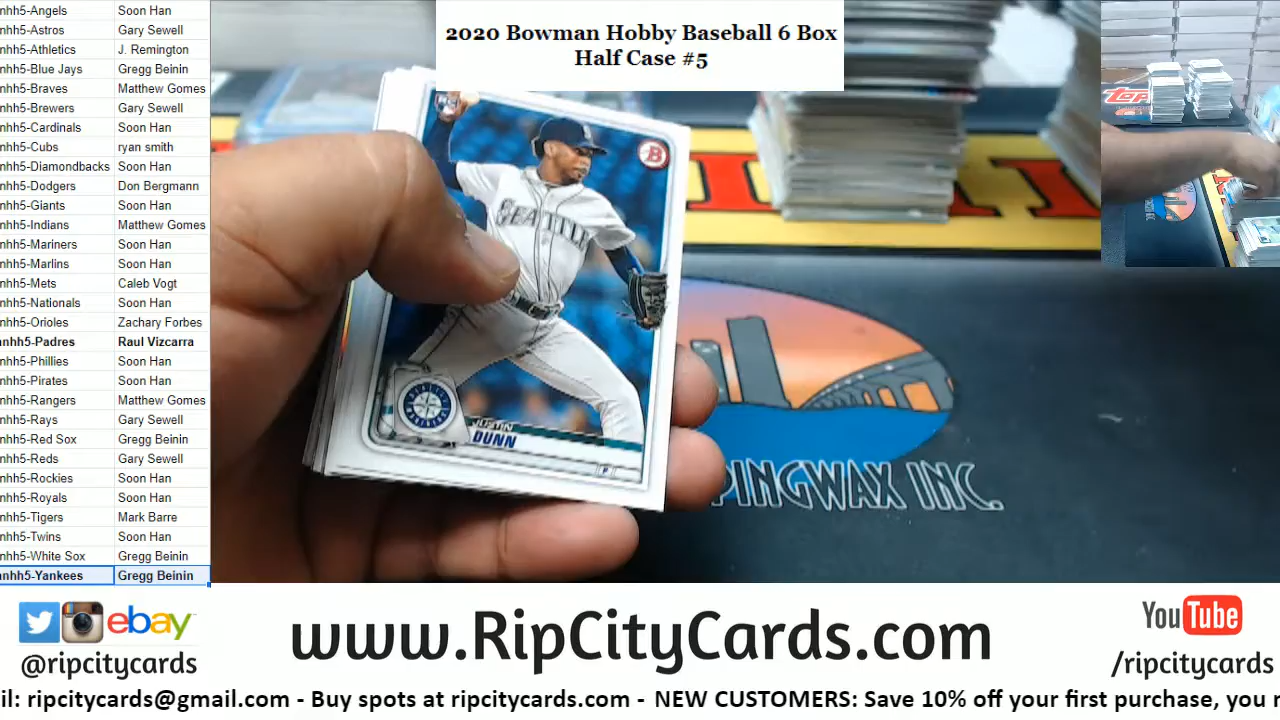 2020 Bowman Hobby Baseball 6 Box
Half Case #5
nhh5-Angels Soon Han
nhh5-Astros Gary Sewell
nhh5-Athletics J. Remington
nhh5-Blue Jays Gregg Beinin
nhh5-Braves Matthew Gomes
nhh5-Brewers Gary Sewell
nhh5-Cardinals Soon Han
nhh5-Cubs ryan smith
nhh5-Diamondbacks Soon Han
nhh5-Dodgers Don Bergmann
nhh5-Giants Soon Han
nhh5-Indians Matthew Gomes
nhh5-Mariners Soon Han
nhh5-Marlins Soon Han
nhh5-Mets Caleb Vogt
nhh5-Nationals Soon Han
nhh5-Orioles Zachary Forbes
nhh5-Padres Raul Vizcarra
nhh5-Phillies Soon Han
nhh5-Pirates Soon Han
nhh5-Rangers Matthew Gomes
nhh5-Rays Gary Sewell
nhh5-Red Sox Gregg Beinin
nhh5-Reds Gary Sewell
nhh5-Rockies Soon Han
nhh5-Royals Soon Han
nhh5-Tigers Mark Barre
nhh5-Twins Soon Han
nhh5-White Sox Gregg Beinin
nhh5-Yankees Gregg Beinin
B
SEATTLE
JUSTIN
DUNN
P
PINGWAX INC.
ebay
@ripcitycards
www.RipCityCards.com
YouTube
/ripcitycards
il: ripcitycards@gmail.com - Buy spots at ripcitycards.com - NEW CUSTOMERS: Save 10% off your first purchase, you